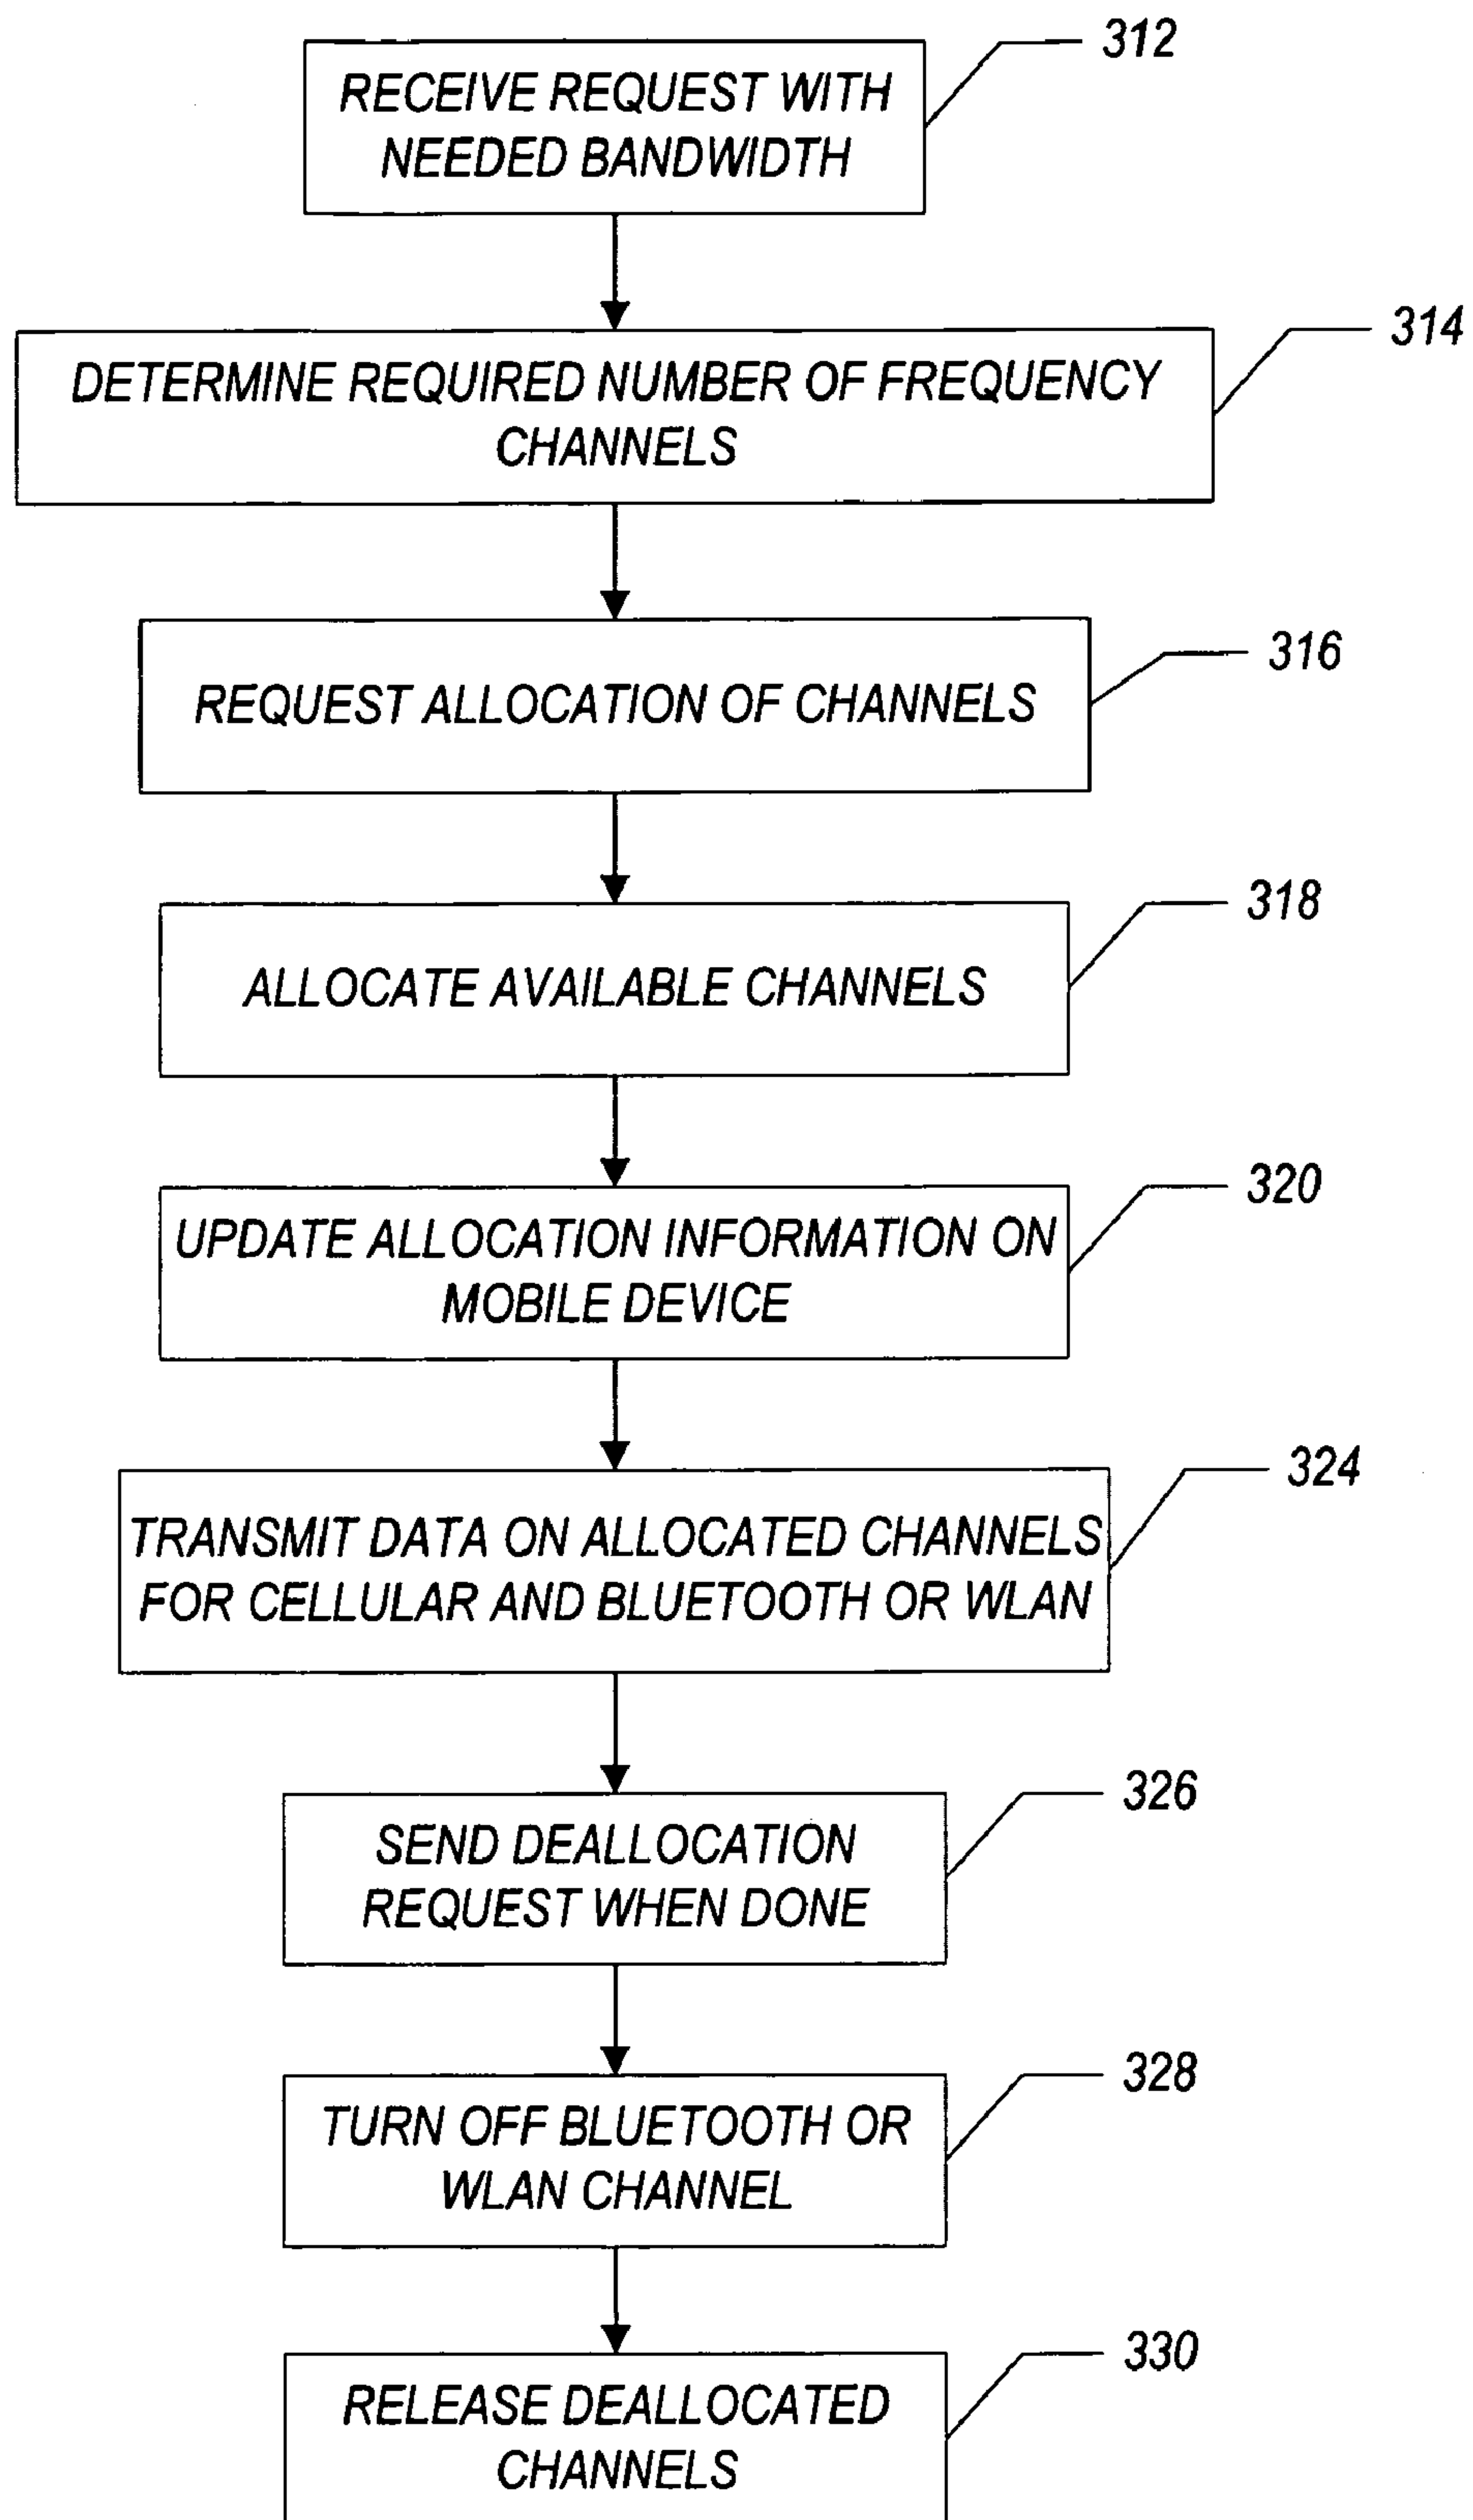 312
RECEIVE REQUEST WITH
NEEDED BANDWIDTH
314
DETERMINE REQUIRED NUMBER OF FREQUENCY
CHANNELS
316
REQUEST ALLOCATION OF CHANNELS
318
ALLOCATE AVAILABLE CHANNELS
320
UPDATE ALLOCATION INFORMATION ON
MOBILE DEVICE
324
TRANSMIT DATA ON ALLOCATED CHANNELS
FOR CELLULAR AND BLUETOOTH OR WLAN
326
SEND DEALLOCATION
REQUEST WHEN DONE
328
TURN OFF BLUETOOTH OR
WLAN CHANNEL
330
RELEASE DEALLOCATED
CHANNELS